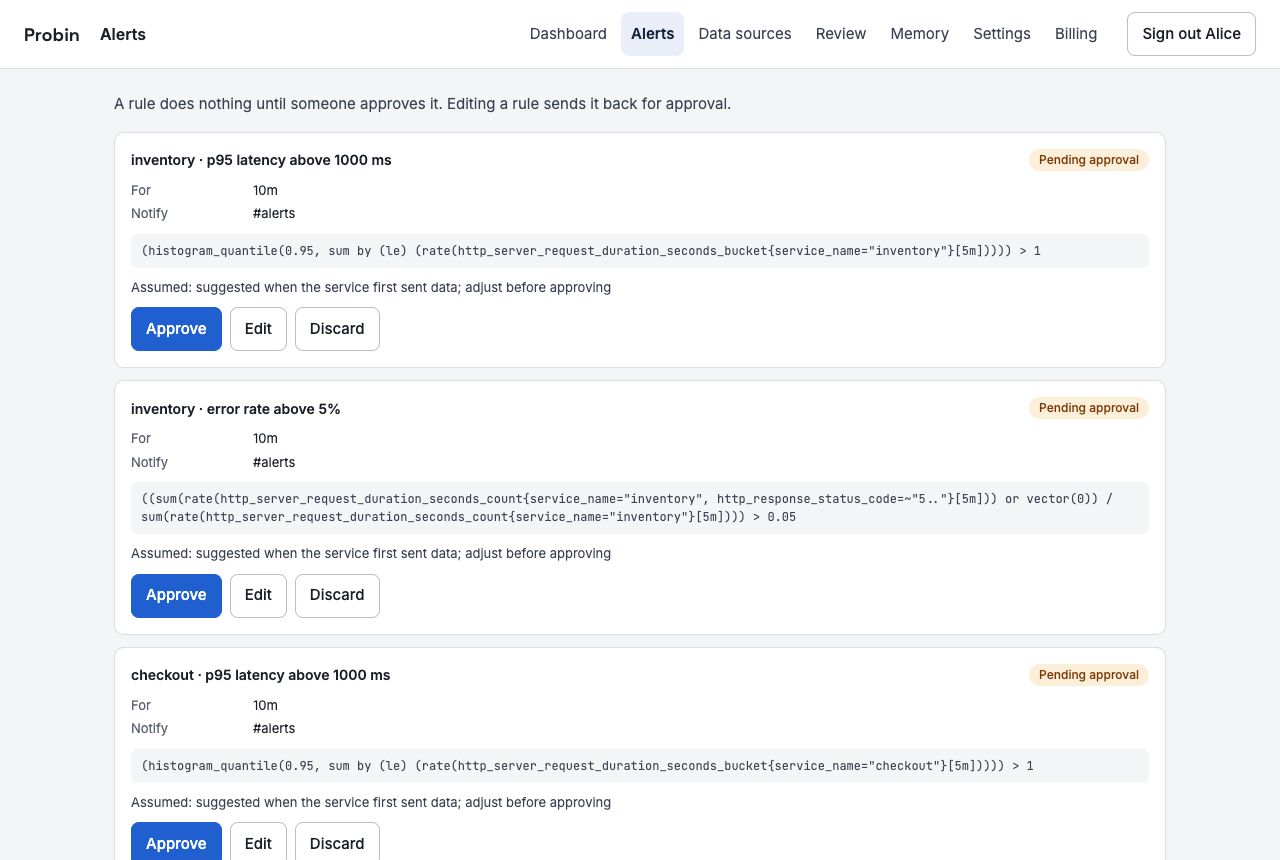 Probin Alerts Dashboard Alerts Data sources Review Memory Settings Billing Sign out Alice
A rule does nothing until someone approves it. Editing a rule sends it back for approval.
inventory · p95 latency above 1000 ms Pending approval
For 10m
Notify #alerts
(histogram_quantile(0.95, sum by (le) (rate(http_server_request_duration_seconds_bucket{service_name="inventory"}[5m])))) > 1
Assumed: suggested when the service first sent data; adjust before approving
Approve Edit Discard
inventory · error rate above 5% Pending approval
For 10m
Notify #alerts
((sum(rate(http_server_request_duration_seconds_count{service_name="inventory", http_response_status_code=~"5.."}[5m])) or vector(0)) /
sum(rate(http_server_request_duration_seconds_count{service_name="inventory"}[5m]))) > 0.05
Assumed: suggested when the service first sent data; adjust before approving
Approve Edit Discard
checkout · p95 latency above 1000 ms Pending approval
For 10m
Notify #alerts
(histogram_quantile(0.95, sum by (le) (rate(http_server_request_duration_seconds_bucket{service_name="checkout"}[5m])))) > 1
Assumed: suggested when the service first sent data; adjust before approving
Approve Edit Discard